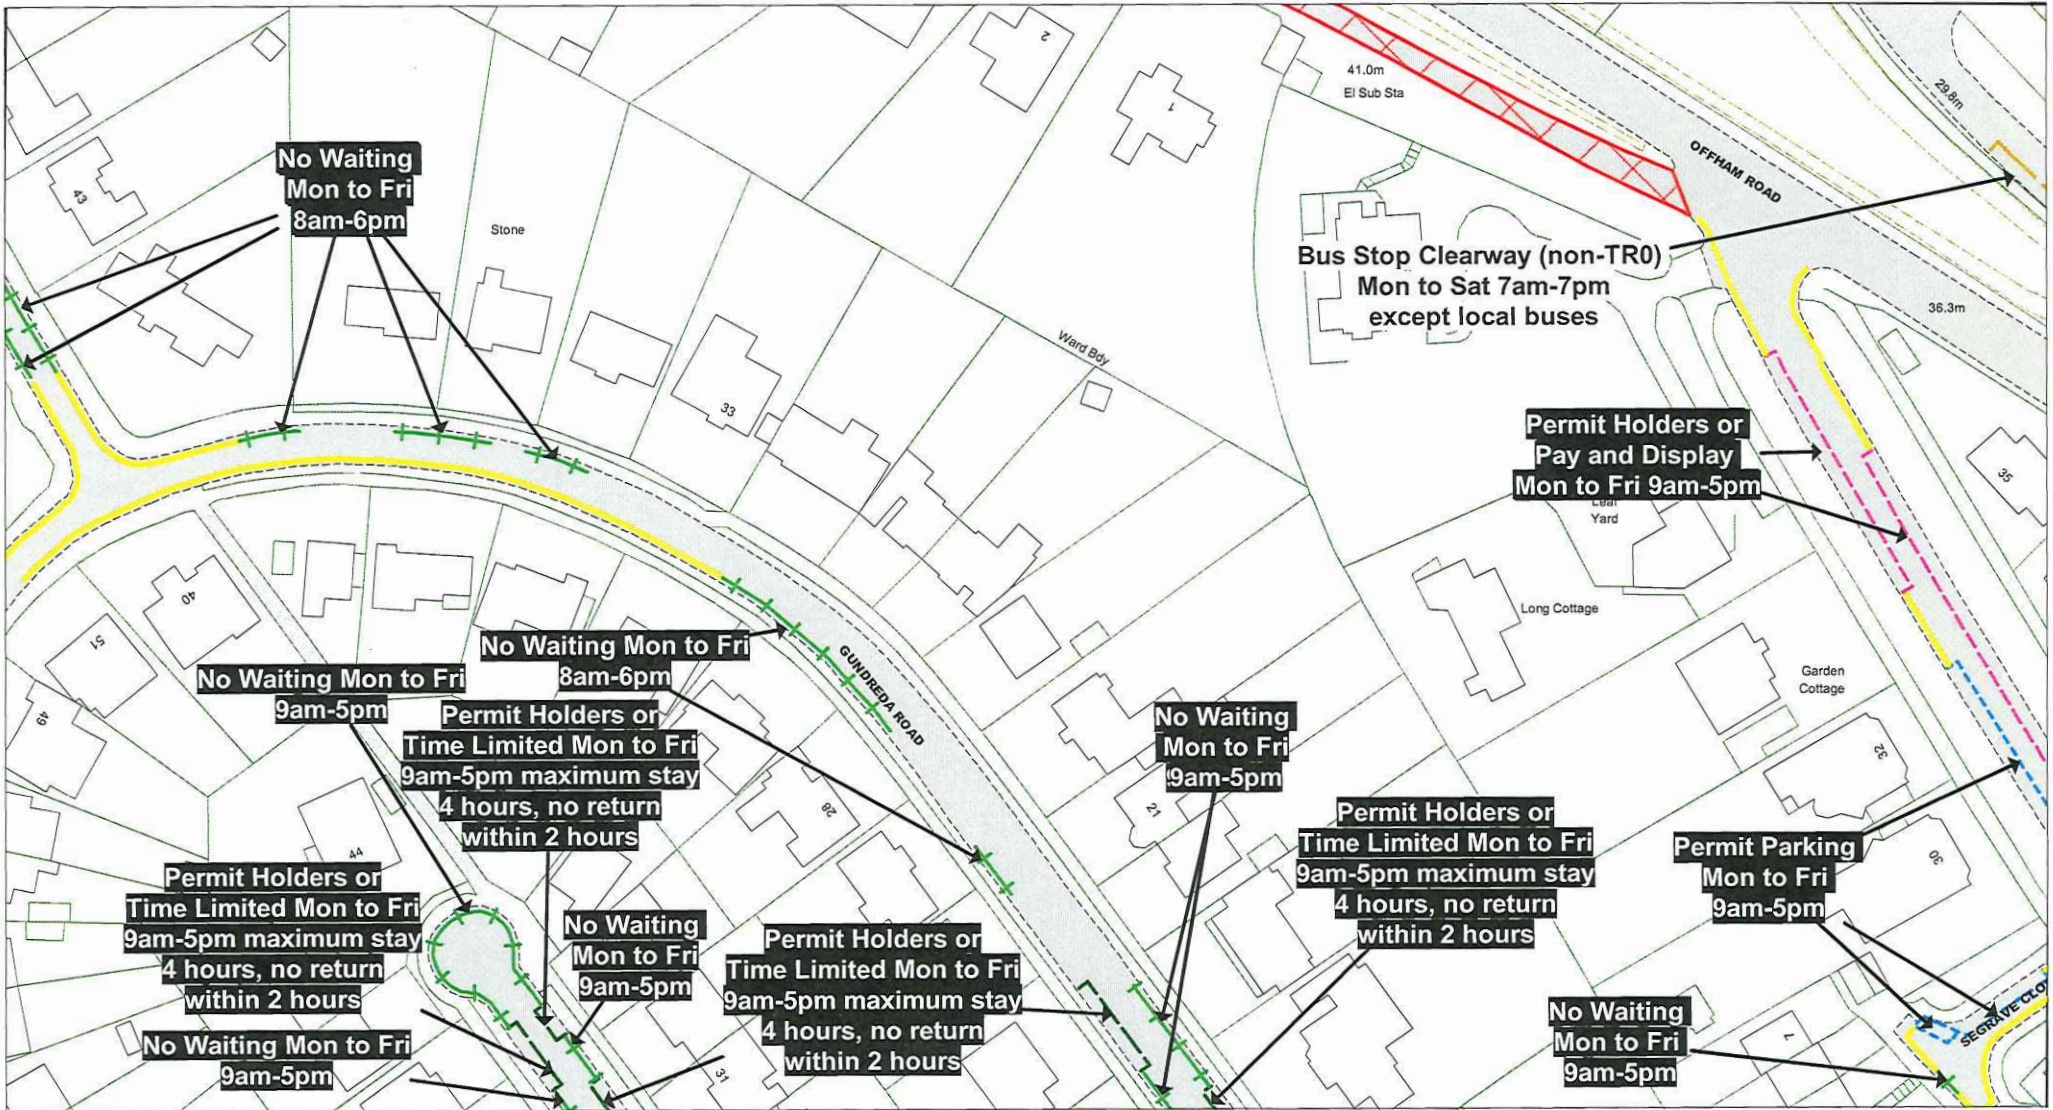 2
41.0m
El Sub Sta
1
29.8m
OFFHAM ROAD
No Waiting
Mon to Fri
8am-6pm
43
Stone
Bus Stop Clearway (non-TR0)
Mon to Sat 7am-7pm
except local buses
36.3m
Ward Bdy
33
Permit Holders or
Pay and Display
Mon to Fri 9am-5pm
Yard
35
Long Cottage
40
51
49
No Waiting Mon to Fri
8am-6pm
GUNDREDA ROAD
No Waiting Mon to Fri
9am-5pm
Garden
Cottage
32
Permit Holders or
Time Limited Mon to Fri
9am-5pm maximum stay
4 hours, no return
within 2 hours
No Waiting
Mon to Fri
9am-5pm
28
21
Permit Holders or
Time Limited Mon to Fri
9am-5pm maximum stay
4 hours, no return
within 2 hours
Permit Parking
Mon to Fri
9am-5pm
30
44
Permit Holders or
Time Limited Mon to Fri
9am-5pm maximum stay
4 hours, no return
within 2 hours
No Waiting
Mon to Fri
9am-5pm
Permit Holders or
Time Limited Mon to Fri
9am-5pm maximum stay
4 hours, no return
within 2 hours
No Waiting Mon to Fri
9am-5pm
31
No Waiting
Mon to Fri
9am-5pm
7
SEGRAVE CLO